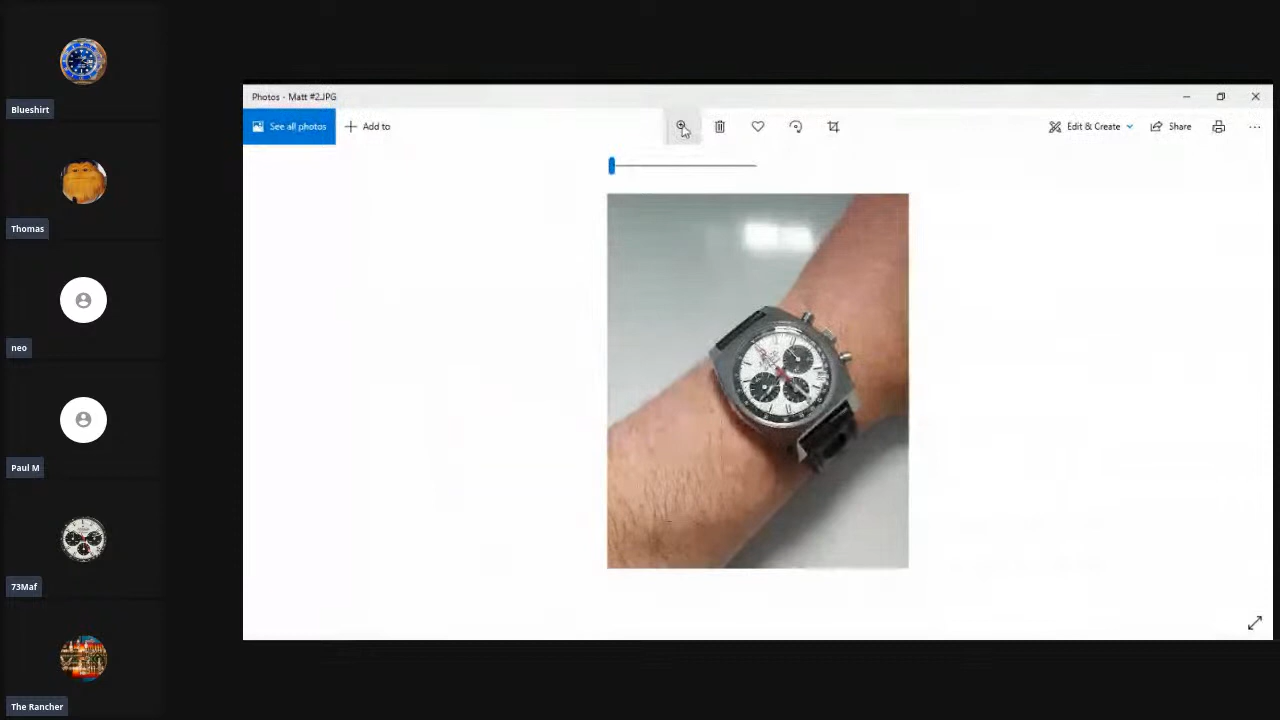 Blueshirt
Thomas
neo
Paul M
73Maf
The Rancher
Photos - Matt #2.JPG
See all photos
Add to
Edit & Create
Share